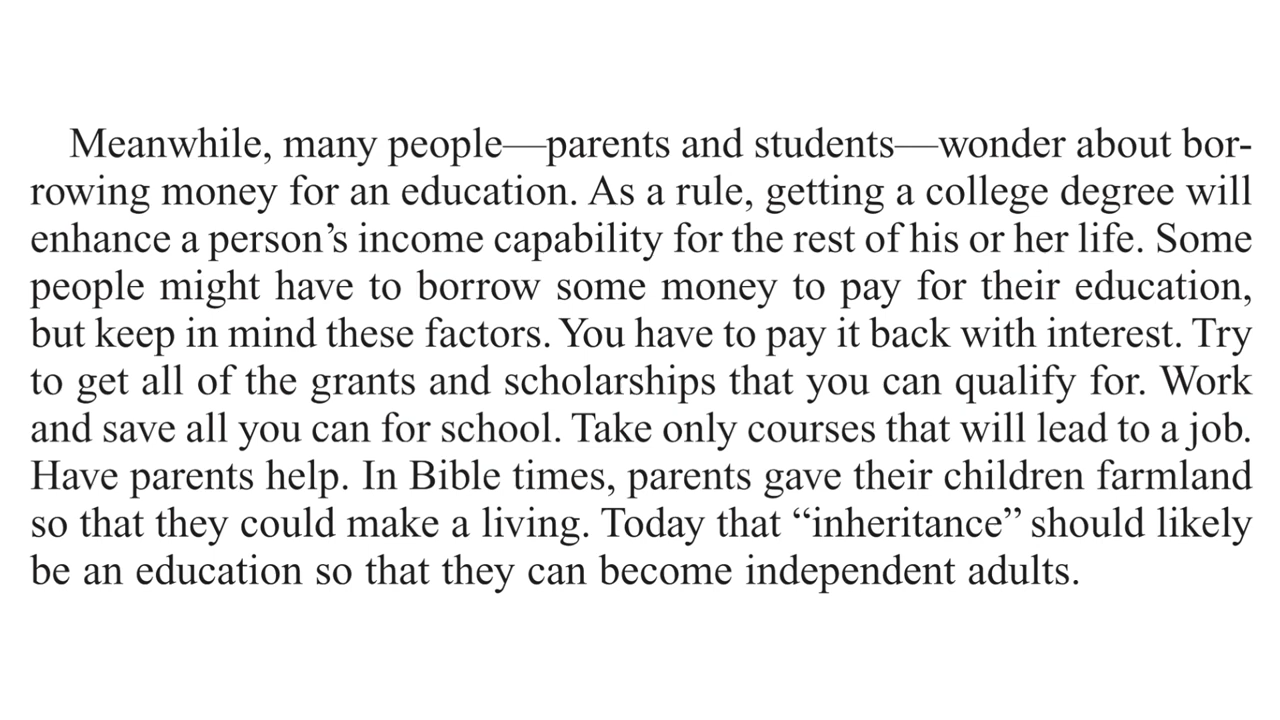 Meanwhile, many people—parents and students—wonder about bor-
rowing money for an education. As a rule, getting a college degree will
enhance a person’s income capability for the rest of his or her life. Some
people might have to borrow some money to pay for their education,
but keep in mind these factors. You have to pay it back with interest. Try
to get all of the grants and scholarships that you can qualify for. Work
and save all you can for school. Take only courses that will lead to a job.
Have parents help. In Bible times, parents gave their children farmland
so that they could make a living. Today that “inheritance” should likely
be an education so that they can become independent adults.